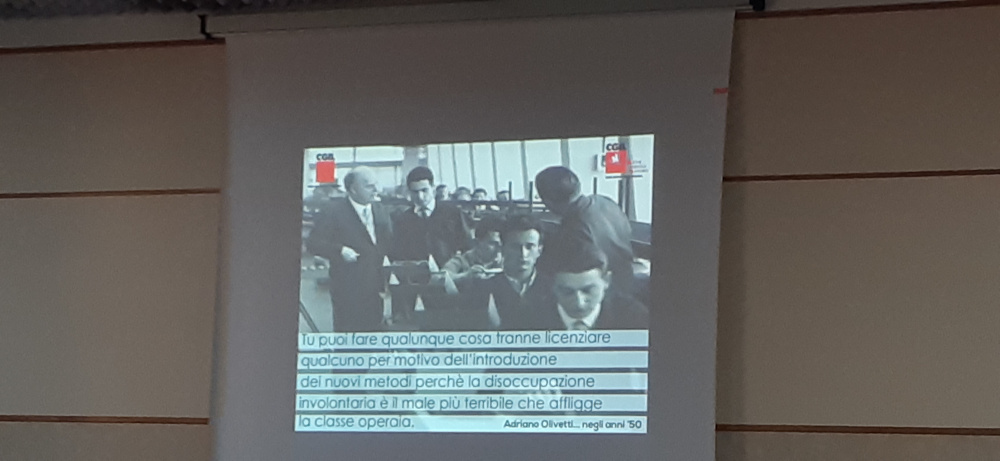 CGIL
CGIL
Tu puoi fare qualunque cosa tranne licenziare
qualcuno per motivo dell'introduzione
dei nuovi metodi perchè la disoccupazione
involontaria è il male più terribile che affligge
la classe operaia.
Adriano Olivetti... negli anni '50